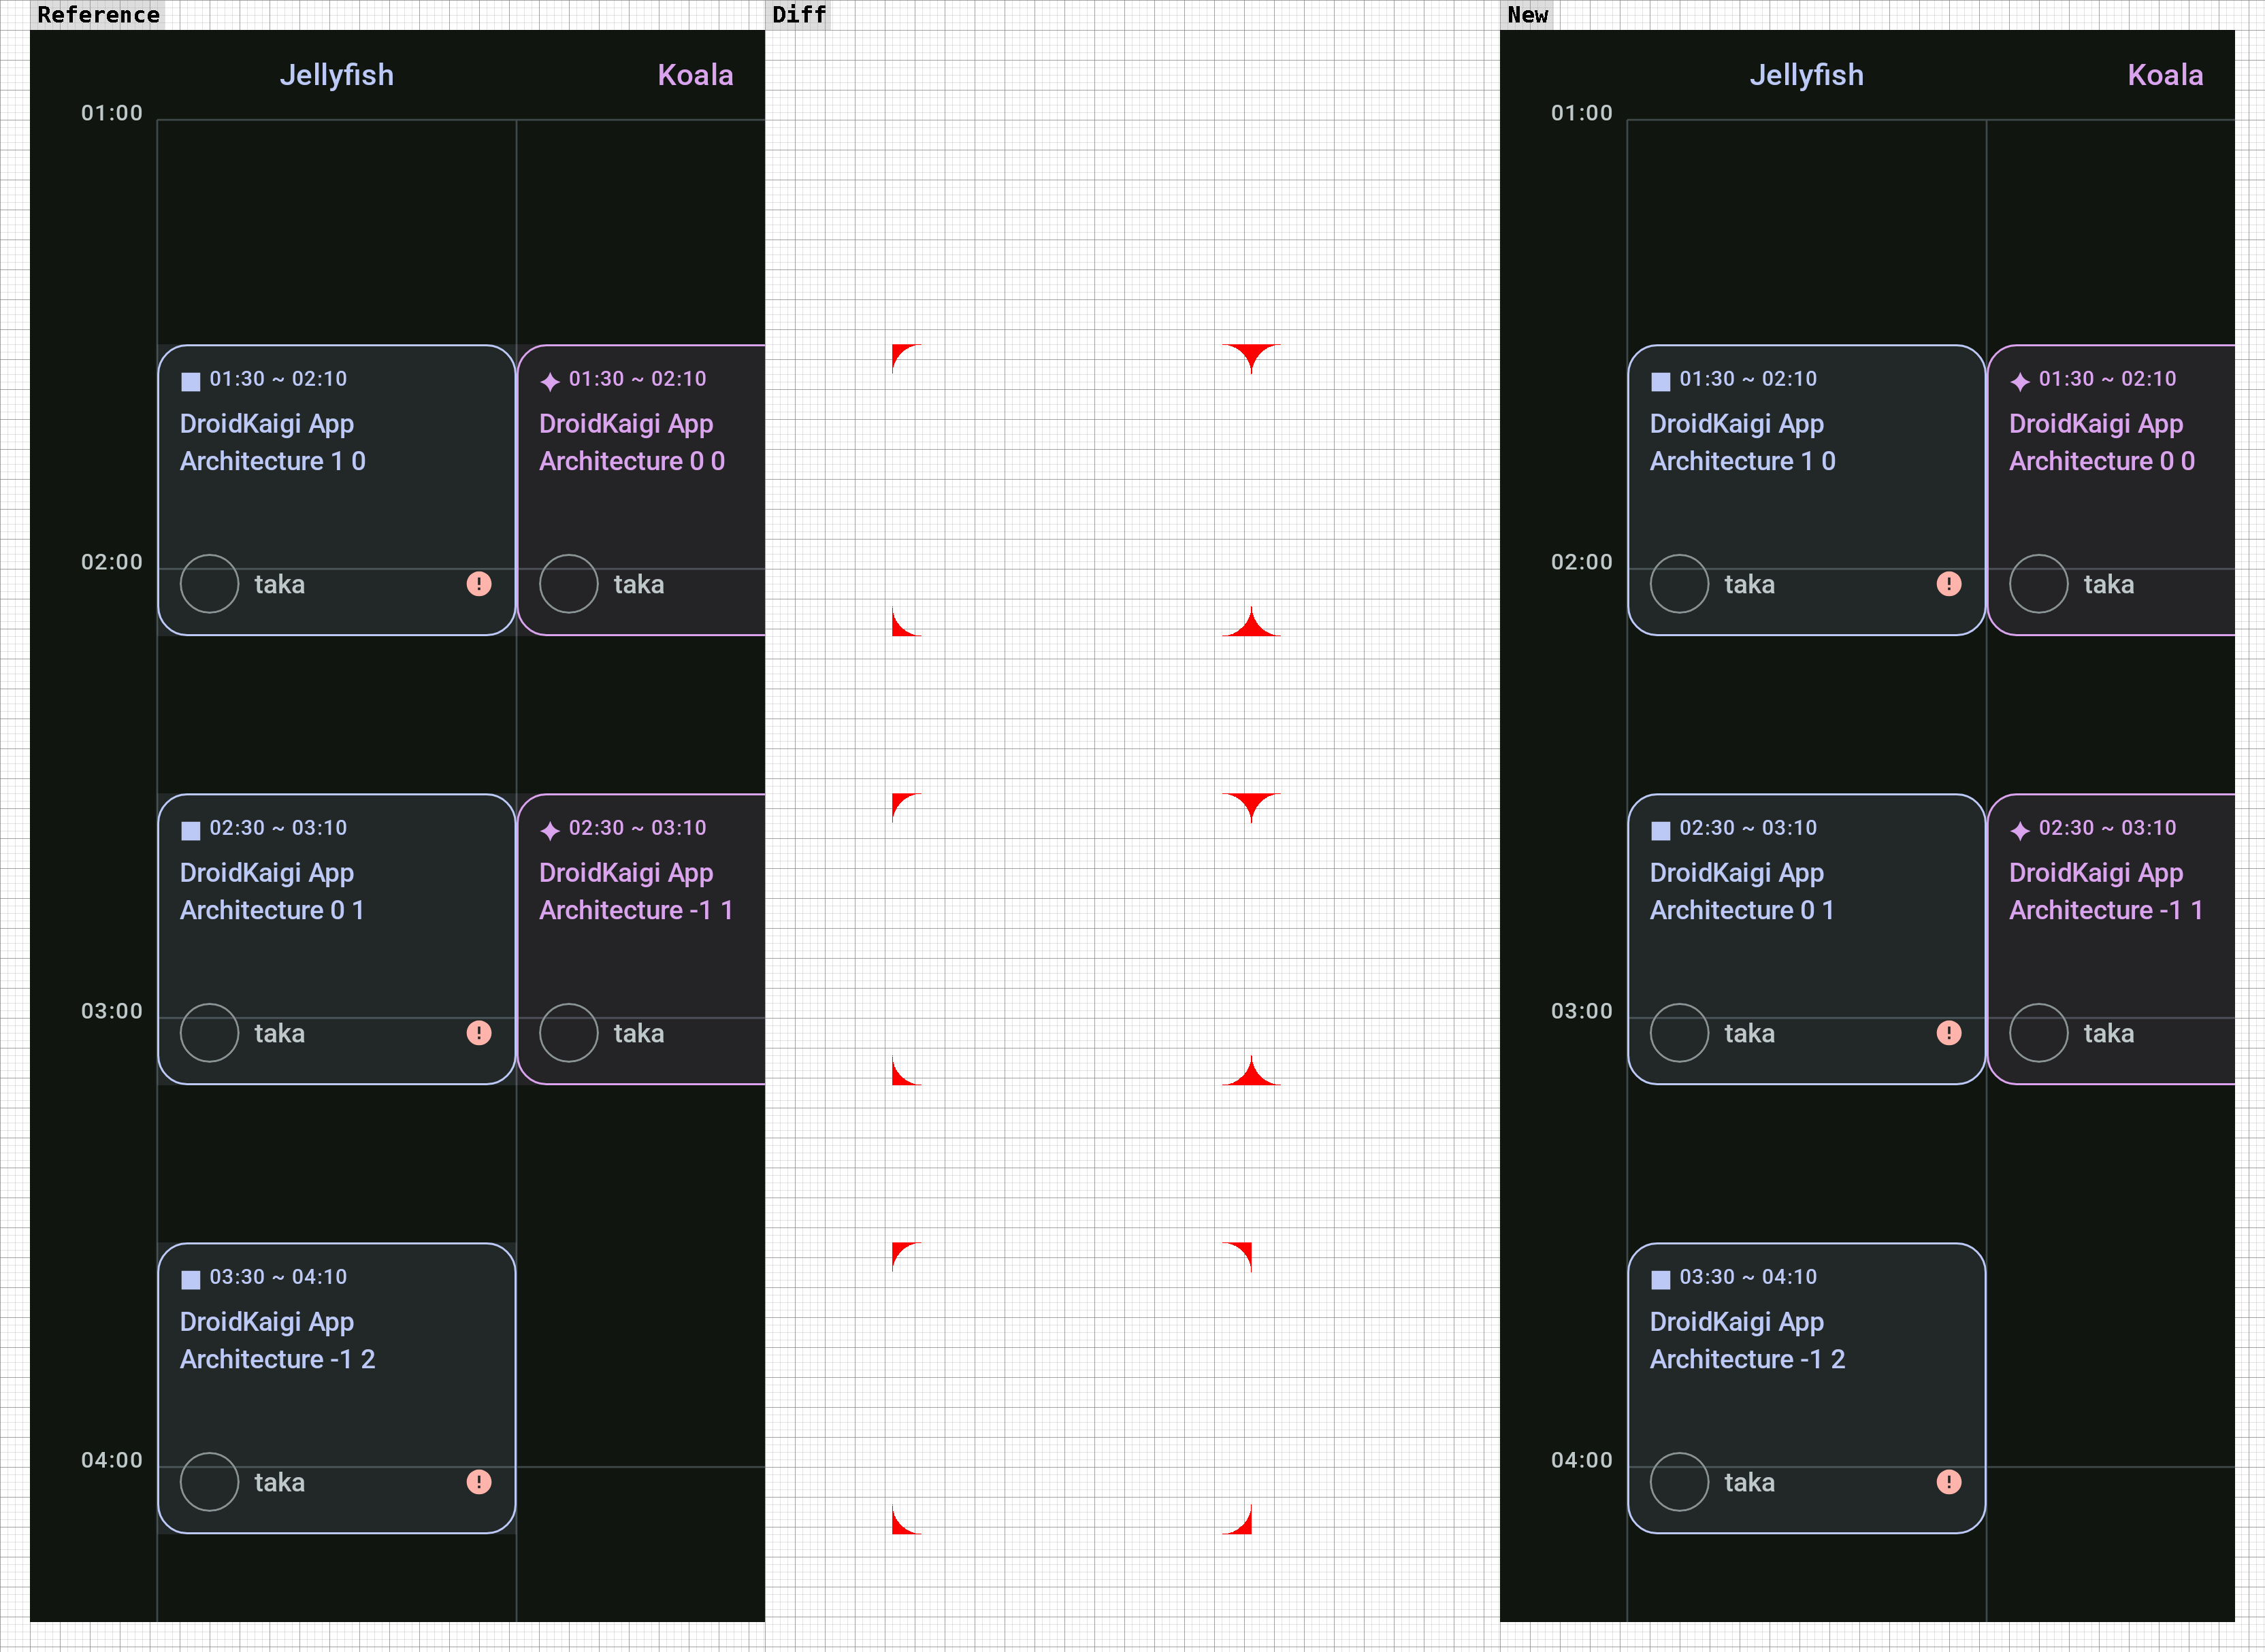 Reference
Diff
New
Jellyfish
Koala
01:00
01:30 ~ 02:10
DroidKaigi App
Architecture 1 0
01:30 ~ 02:10
DroidKaigi App
Architecture 0 0
02:00
taka
!
taka
02:30 ~ 03:10
DroidKaigi App
Architecture 0 1
02:30 ~ 03:10
DroidKaigi App
Architecture -1 1
03:00
taka
!
taka
03:30 ~ 04:10
DroidKaigi App
Architecture -1 2
04:00
taka
!
Jellyfish
Koala
01:00
01:30 ~ 02:10
DroidKaigi App
Architecture 1 0
01:30 ~ 02:10
DroidKaigi App
Architecture 0 0
02:00
taka
!
taka
02:30 ~ 03:10
DroidKaigi App
Architecture 0 1
02:30 ~ 03:10
DroidKaigi App
Architecture -1 1
03:00
taka
!
taka
03:30 ~ 04:10
DroidKaigi App
Architecture -1 2
04:00
taka
!